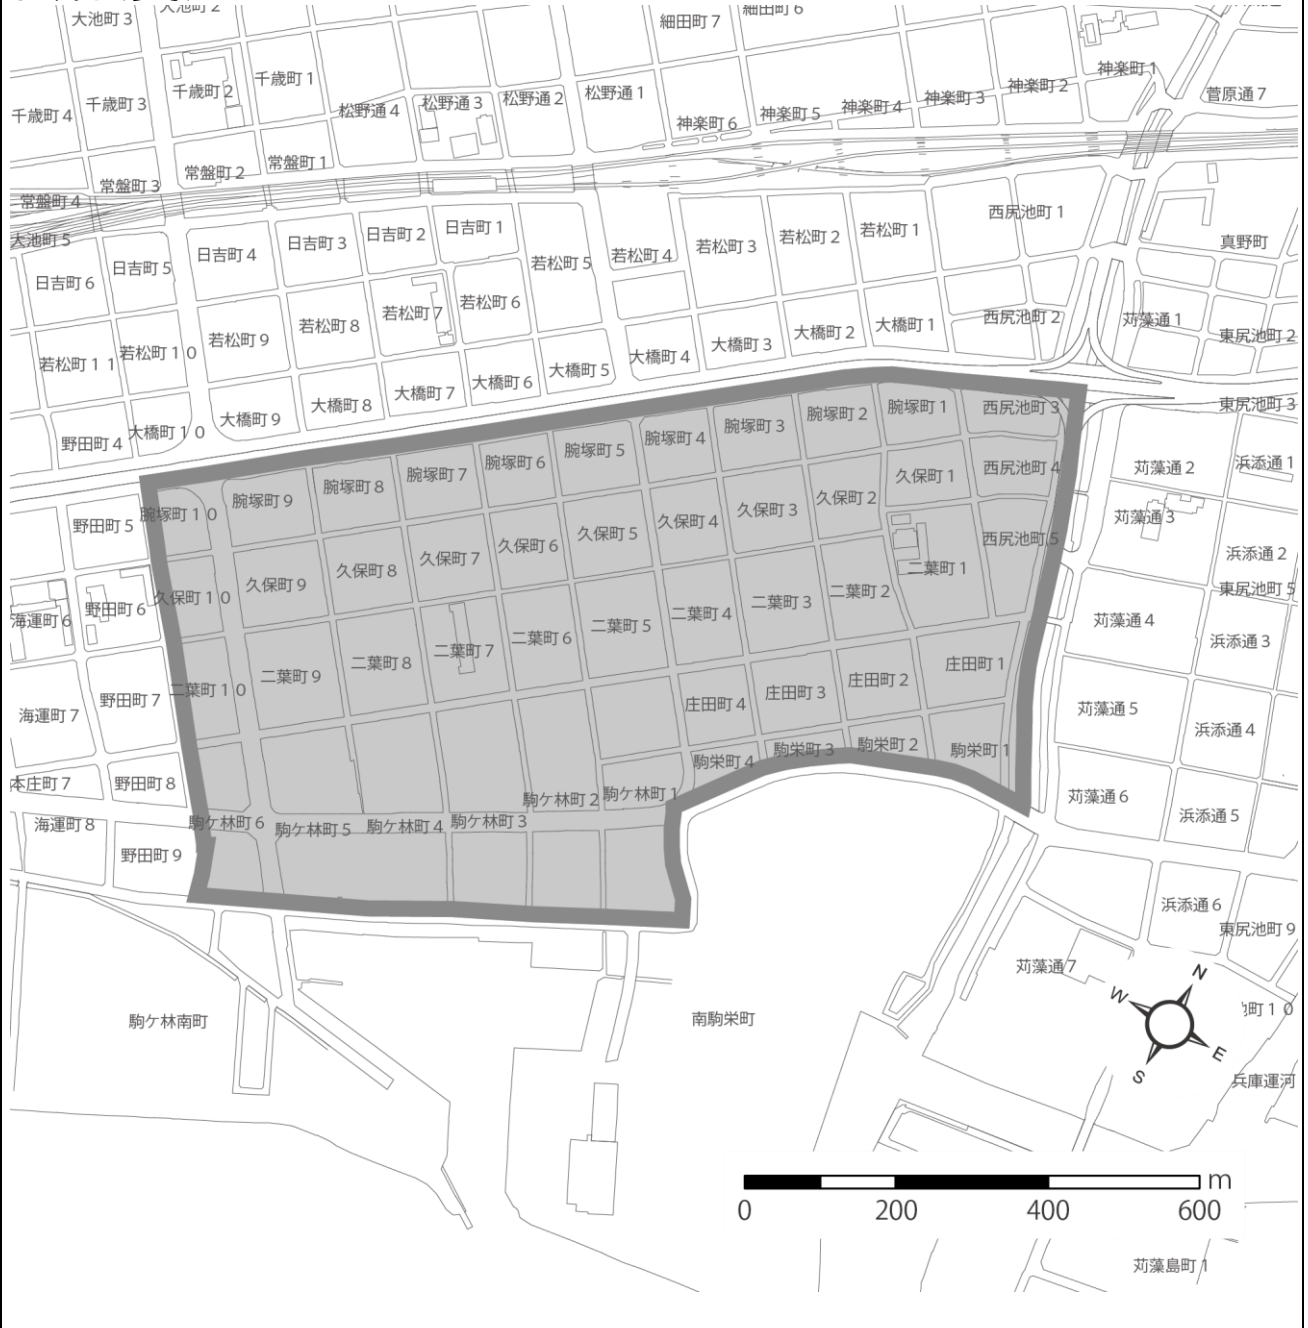 大池町３
大池町２
細田町７
細田町６
千歳町４
千歳町３
千歳町２
千歳町１
松野通４
松野通３
松野通２
松野通１
神楽町６
神楽町５
神楽町４
神楽町３
神楽町２
神楽町１
菅原通７
常盤町４
常盤町３
常盤町２
常盤町１
大池町５
日吉町６
日吉町５
日吉町４
日吉町３
日吉町２
日吉町１
若松町５
若松町４
若松町３
若松町２
若松町１
西尻池町１
真野町
若松町１１
若松町１０
若松町９
若松町８
若松町７
若松町６
大橋町５
大橋町４
大橋町３
大橋町２
大橋町１
西尻池町２
苅藻通１
東尻池町２
野田町４
大橋町１０
大橋町９
大橋町８
大橋町７
大橋町６
東尻池町３
野田町５
腕塚町１０
腕塚町９
腕塚町８
腕塚町７
腕塚町６
腕塚町５
腕塚町４
腕塚町３
腕塚町２
腕塚町１
西尻池町３
苅藻通２
浜添通１
海運町６
野田町６
久保町１０
久保町９
久保町８
久保町７
久保町６
久保町５
久保町４
久保町３
久保町２
久保町１
西尻池町４
苅藻通３
浜添通２
東尻池町５
海運町７
野田町７
二葉町１０
二葉町９
二葉町８
二葉町７
二葉町６
二葉町５
二葉町４
二葉町３
二葉町２
二葉町１
西尻池町５
苅藻通４
浜添通３
庄田町４
庄田町３
庄田町２
庄田町１
苅藻通５
浜添通４
本庄町７
野田町８
駒栄町４
駒栄町３
駒栄町２
駒栄町１
苅藻通６
浜添通５
海運町８
野田町９
駒ケ林町６
駒ケ林町５
駒ケ林町４
駒ケ林町３
駒ケ林町２
駒ケ林町１
浜添通６
東尻池町９
苅藻通７
駒ケ林南町
南駒栄町
池町１０
兵庫運河
N
W
E
S
m
0
200
400
600
苅藻島町１